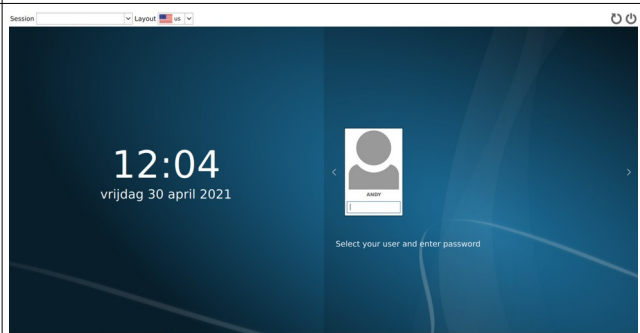 Session
Layout us
12:04
vrijdag 30 april 2021
ANDY
Select your user and enter password